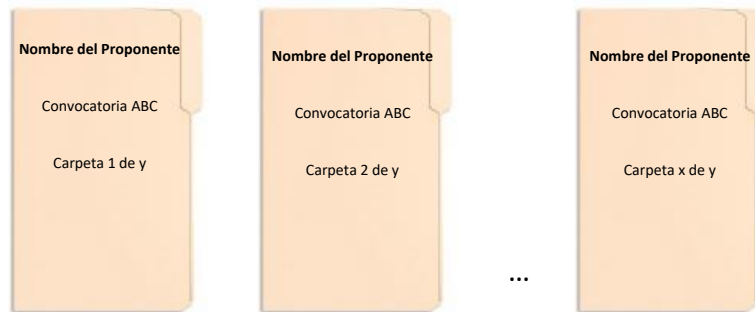 Nombre del Proponente
Convocatoria ABC
Carpeta 1 de y
Nombre del Proponente
Convocatoria ABC
Carpeta 2 de y
...
Nombre del Proponente
Convocatoria ABC
Carpeta x de y